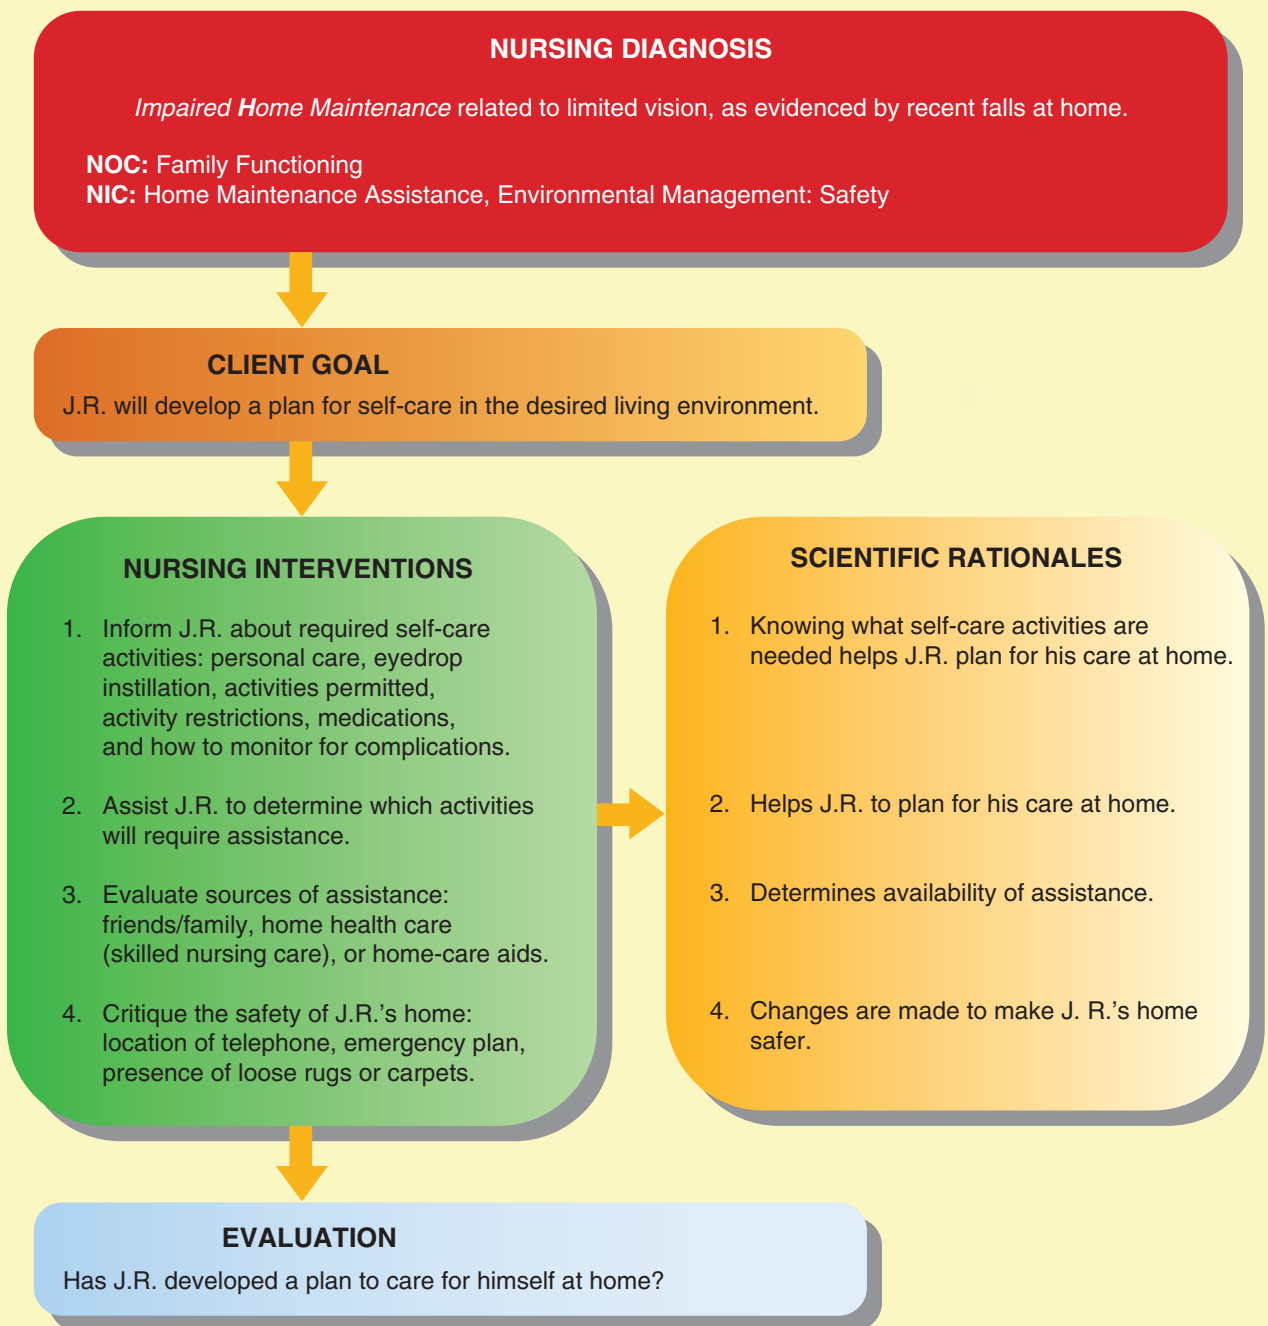 NURSING DIAGNOSIS
Impaired Home Maintenance related to limited vision, as evidenced by recent falls at home.
NOC: Family Functioning
NIC: Home Maintenance Assistance, Environmental Management: Safety
CLIENT GOAL
J.R. will develop a plan for self-care in the desired living environment.
NURSING INTERVENTIONS
1. Inform J.R. about required self-care
activities: personal care, eyedrop
instillation, activities permitted,
activity restrictions, medications,
and how to monitor for complications.
2. Assist J.R. to determine which activities
will require assistance.
3. Evaluate sources of assistance:
friends/family, home health care
(skilled nursing care), or home-care aids.
4. Critique the safety of J.R.'s home:
location of telephone, emergency plan,
presence of loose rugs or carpets.
SCIENTIFIC RATIONALES
1. Knowing what self-care activities are
needed helps J.R. plan for his care at home.
2. Helps J.R. to plan for his care at home.
3. Determines availability of assistance.
4. Changes are made to make J. R.'s home
safer.
EVALUATION
Has J.R. developed a plan to care for himself at home?